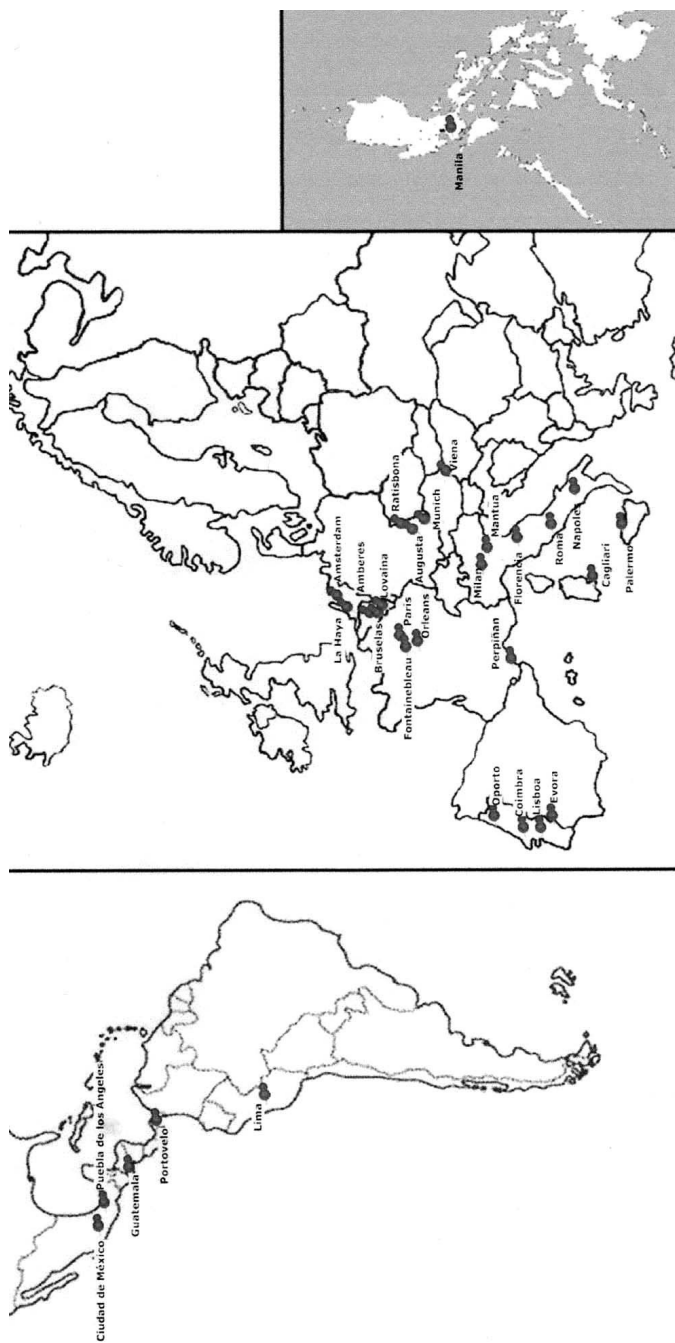 Ciudad de México
Puebla de los Ángeles
Guatemala
Portovelo
Lima
La Haya
Amsterdam
Amberes
Bruselas
Lovaina
Paris
Fontainebleau
Orleans
Ratisbona
Augusta
Munich
Viena
Milan
Mantua
Florencia
Roma
Napoles
Cagliari
Palermo
Perpiñan
Oporto
Coimbra
Lisboa
Evora
Manila